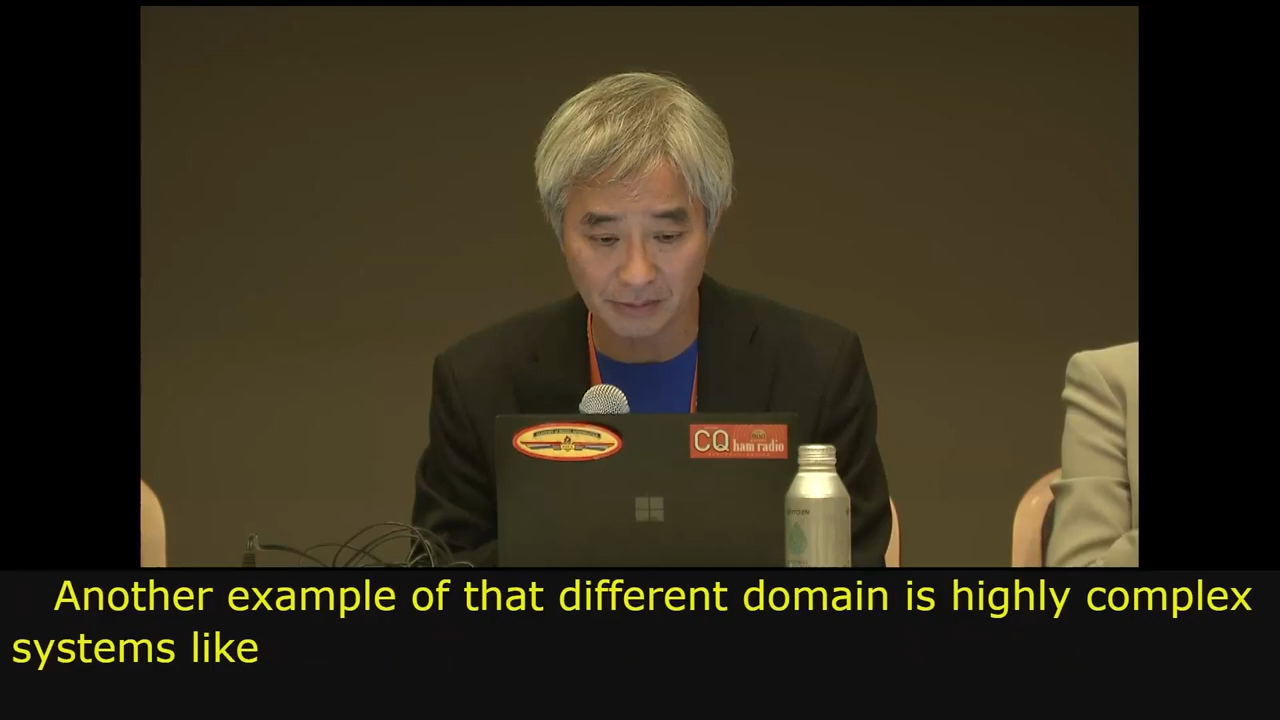 CQ ham radio
Another example of that different domain is highly complex
systems like